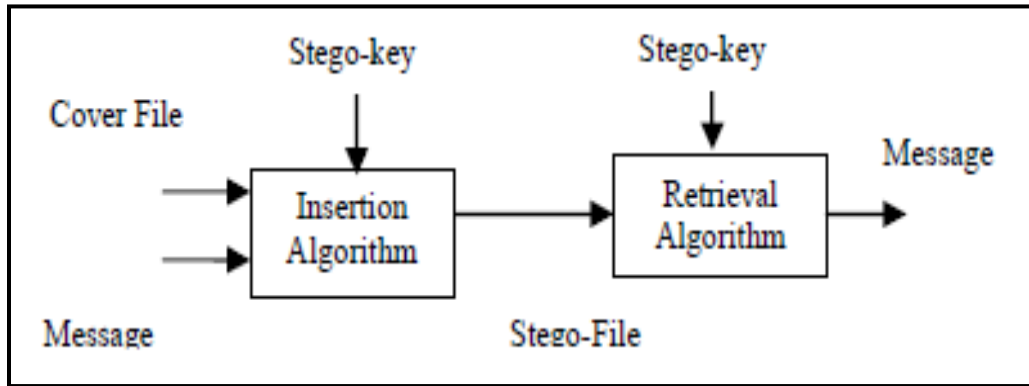 Stego-key
Stego-key
Cover File
Message
Insertion
Algorithm
Retrieval
Algorithm
Message
Stego-File